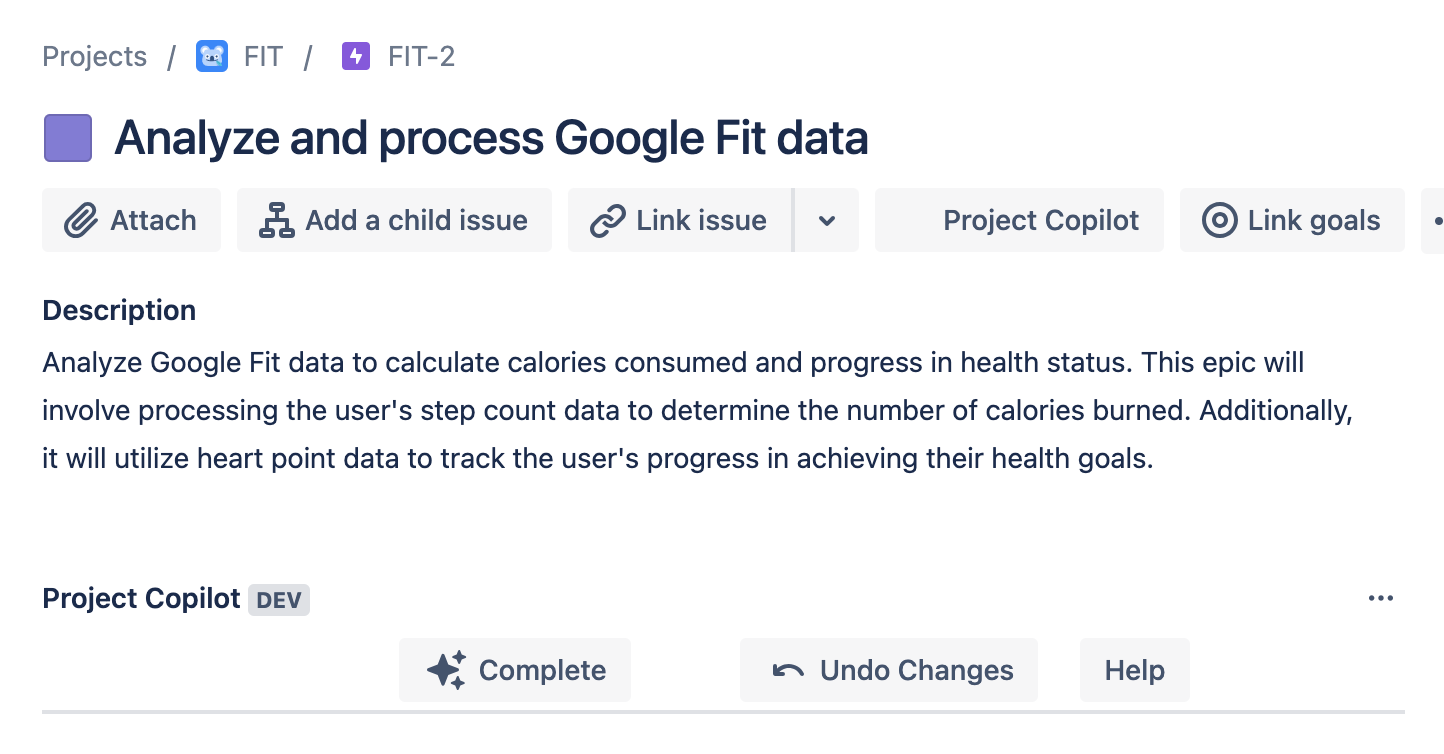 Projects / FIT / FIT-2
Analyze and process Google Fit data
Attach Add a child issue Link issue Project Copilot Link goals
Description
Analyze Google Fit data to calculate calories consumed and progress in health status. This epic will
involve processing the user's step count data to determine the number of calories burned. Additionally,
it will utilize heart point data to track the user's progress in achieving their health goals.
Project Copilot DEV
Complete Undo Changes Help